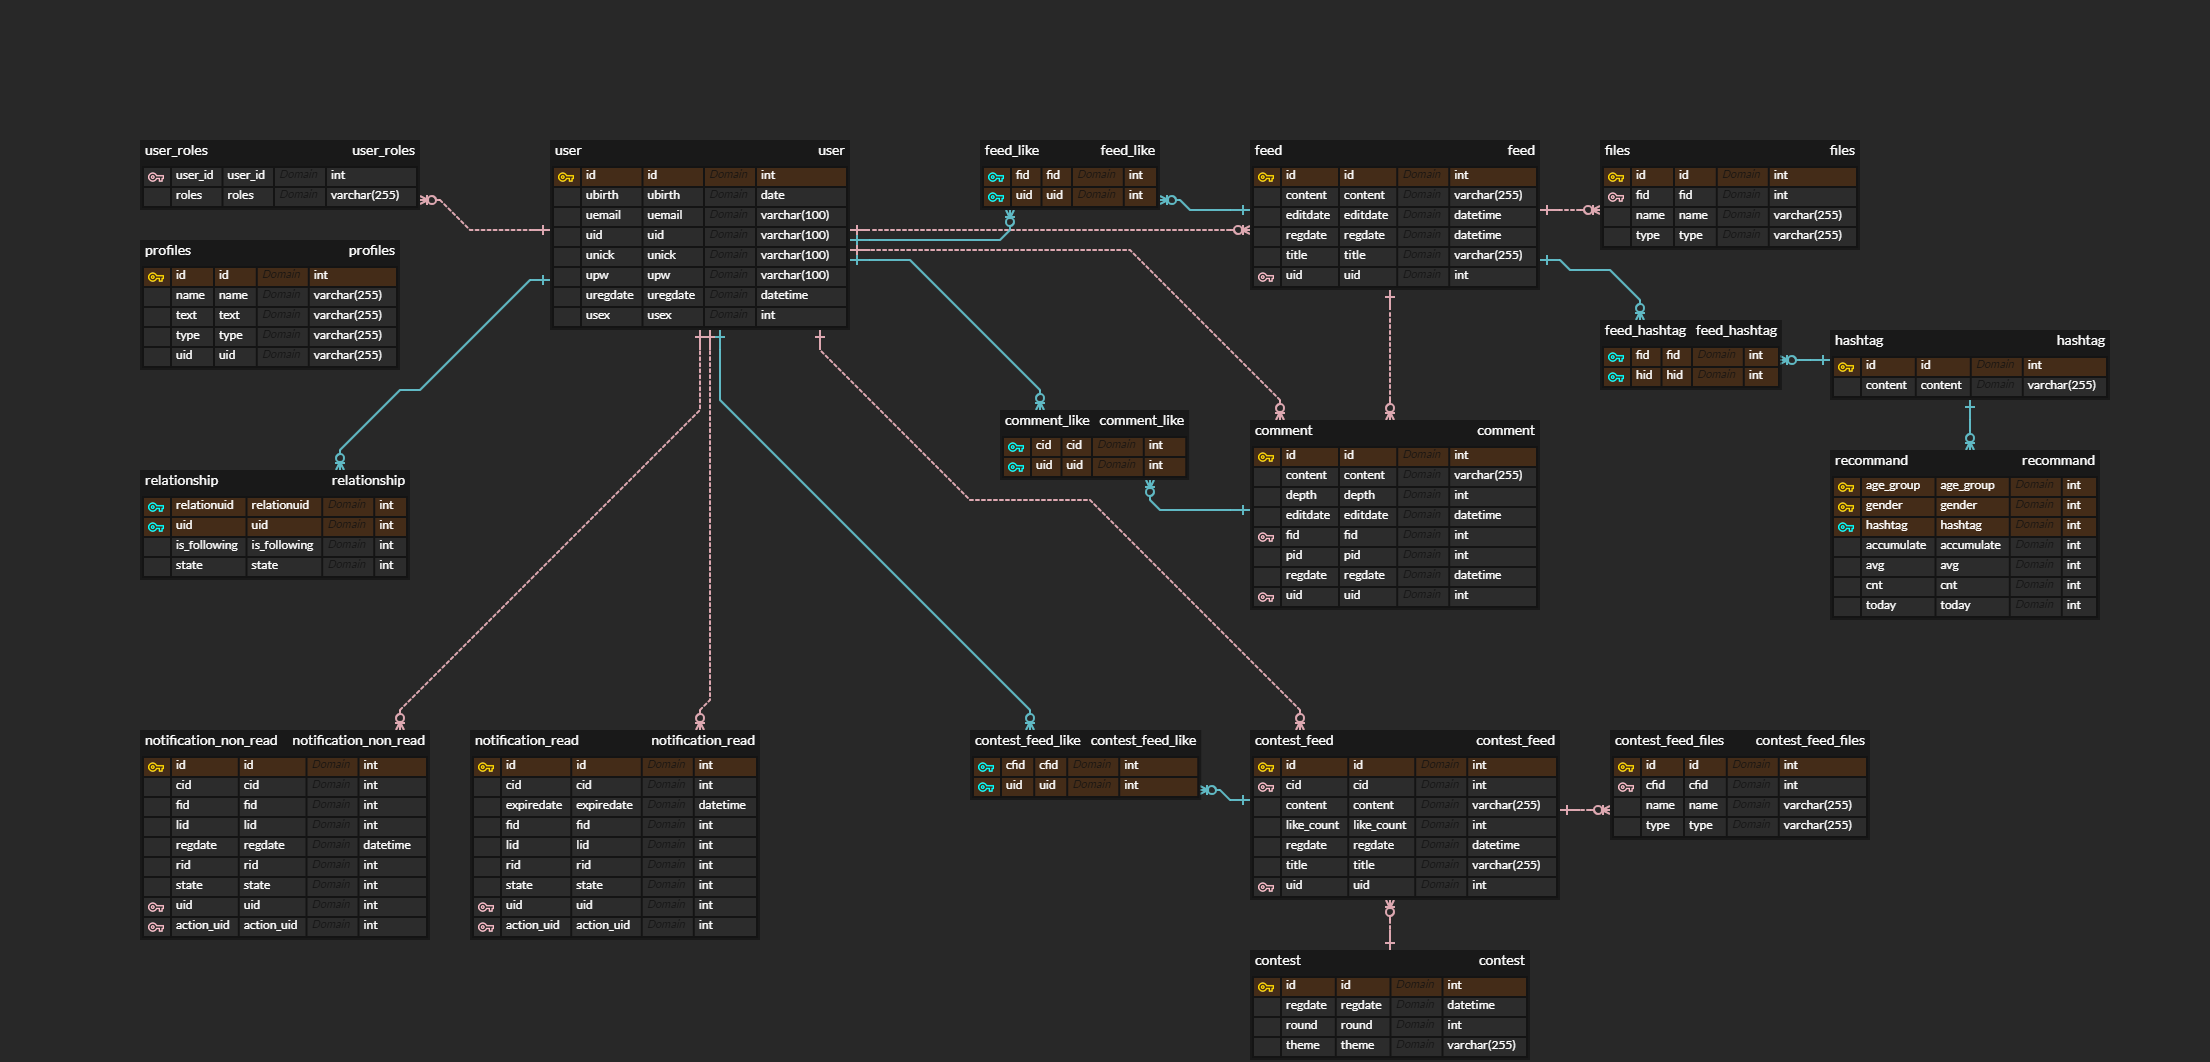 user_roles user_roles
user_id user_id Domain int
roles roles Domain varchar(255)
user user
id id Domain int
ubirth ubirth Domain date
uemail uemail Domain varchar(100)
uid uid Domain varchar(100)
unick unick Domain varchar(100)
upw upw Domain varchar(100)
uregdate uregdate Domain datetime
usex usex Domain int
feed_like feed_like
fid fid Domain int
uid uid Domain int
feed feed
id id Domain int
content content Domain varchar(255)
editdate editdate Domain datetime
regdate regdate Domain datetime
title title Domain varchar(255)
uid uid Domain int
files files
id id Domain int
fid fid Domain int
name name Domain varchar(255)
type type Domain varchar(255)
profiles profiles
id id Domain int
name name Domain varchar(255)
text text Domain varchar(255)
type type Domain varchar(255)
uid uid Domain varchar(255)
feed_hashtag feed_hashtag
fid fid Domain int
hid hid Domain int
hashtag hashtag
id id Domain int
content content Domain varchar(255)
relationship relationship
relationuid relationuid Domain int
uid uid Domain int
is_following is_following Domain int
state state Domain int
comment_like comment_like
cid cid Domain int
uid uid Domain int
comment comment
id id Domain int
content content Domain varchar(255)
depth depth Domain int
editdate editdate Domain datetime
fid fid Domain int
pid pid Domain int
regdate regdate Domain datetime
uid uid Domain int
recommand recommand
age_group age_group Domain int
gender gender Domain int
hashtag hashtag Domain int
accumulate accumulate Domain int
avg avg Domain int
cnt cnt Domain int
today today Domain int
notification_non_read notification_non_read
id id Domain int
cid cid Domain int
fid fid Domain int
lid lid Domain int
regdate regdate Domain datetime
rid rid Domain int
state state Domain int
uid uid Domain int
action_uid action_uid Domain int
notification_read notification_read
id id Domain int
cid cid Domain int
expiredate expiredate Domain datetime
fid fid Domain int
lid lid Domain int
rid rid Domain int
state state Domain int
uid uid Domain int
action_uid action_uid Domain int
contest_feed_like contest_feed_like
cfid cfid Domain int
uid uid Domain int
contest_feed contest_feed
id id Domain int
cid cid Domain int
content content Domain varchar(255)
like_count like_count Domain int
regdate regdate Domain datetime
title title Domain varchar(255)
uid uid Domain int
contest_feed_files contest_feed_files
id id Domain int
cfid cfid Domain int
name name Domain varchar(255)
type type Domain varchar(255)
contest contest
id id Domain int
regdate regdate Domain datetime
round round Domain int
theme theme Domain varchar(255)